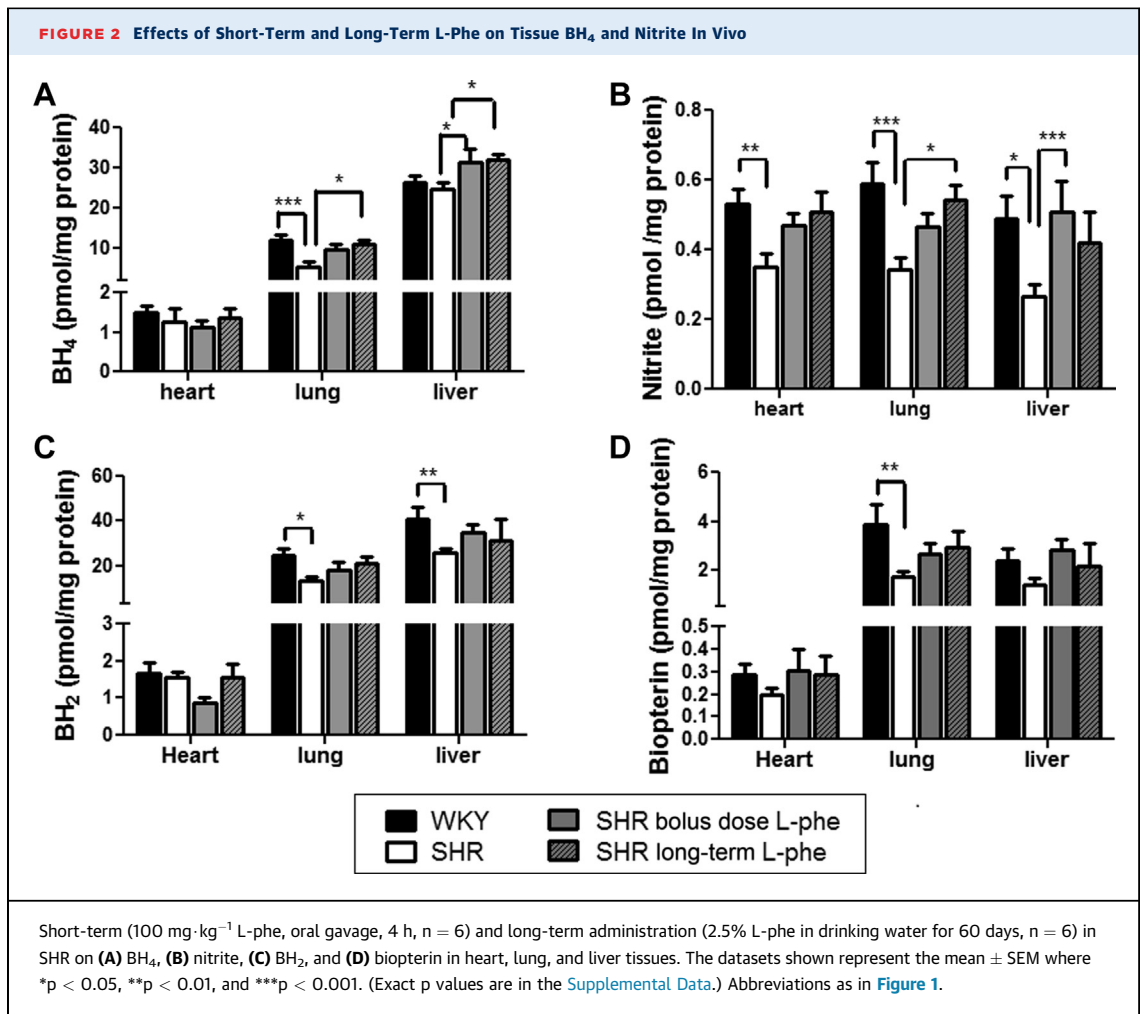 FIGURE 2 Effects of Short-Term and Long-Term L-Phe on Tissue BH₄ and Nitrite In Vivo
A
BH₄ (pmol/mg protein)
40
30
20
10
2
1
0
***
*
*
*
heart
lung
liver
B
Nitrite (pmol /mg protein)
0.8
0.6
0.4
0.2
0.0
**
***
*
*
***
heart
lung
liver
C
BH₂ (pmol/mg protein)
60
40
20
3
2
1
0
*
**
Heart
lung
liver
D
Biopterin (pmol/mg protein)
6
4
2
0.5
0.4
0.3
0.2
0.1
0.0
**
Heart
lung
liver
WKY
SHR bolus dose L-phe
SHR
SHR long-term L-phe
Short-term (100 mg·kg⁻¹ L-phe, oral gavage, 4 h, n = 6) and long-term administration (2.5% L-phe in drinking water for 60 days, n = 6) in
SHR on (A) BH₄, (B) nitrite, (C) BH₂, and (D) biopterin in heart, lung, and liver tissues. The datasets shown represent the mean ± SEM where
*p < 0.05, **p < 0.01, and ***p < 0.001. (Exact p values are in the Supplemental Data.) Abbreviations as in Figure 1.